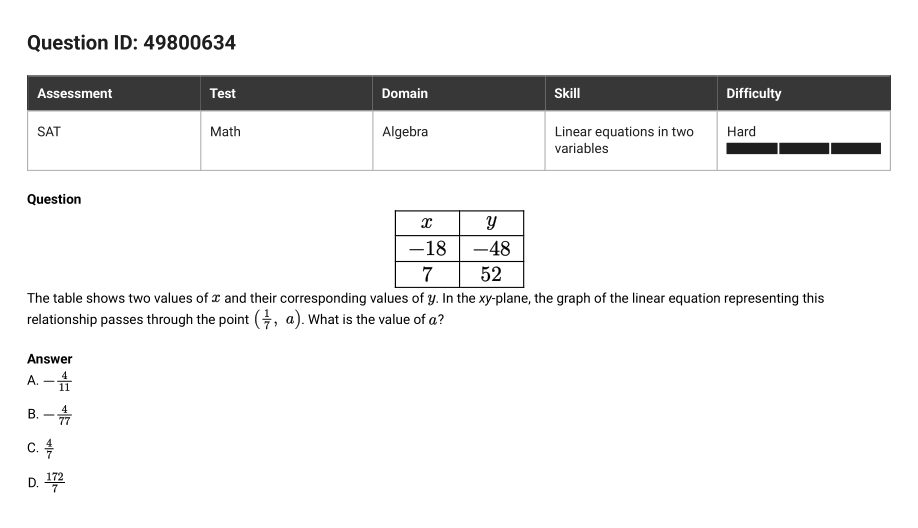 Question ID: 49800634
Assessment Test Domain Skill Difficulty
SAT Math Algebra Linear equations in two variables Hard
Question
x y
−18 −48
7 52
The table shows two values of x and their corresponding values of y. In the xy-plane, the graph of the linear equation representing this
relationship passes through the point (1/7, a). What is the value of a?
Answer
A. −4/11
B. −4/77
C. 4/7
D. 172/7